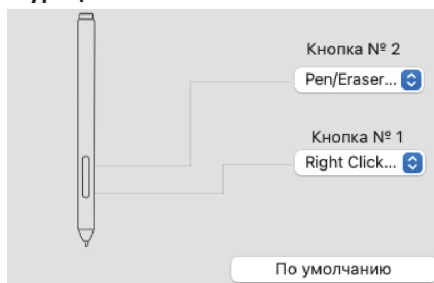 Кнопка № 2
Pen/Eraser...
Кнопка № 1
Right Click...
По умолчанию